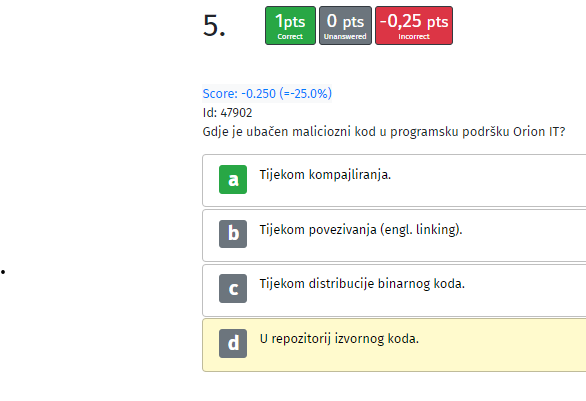 5.
1pts
Correct
0 pts
Unanswered
-0,25 pts
Incorrect
Score: -0.250 (=-25.0%)
Id: 47902
Gdje je ubačen maliciozni kod u programsku podršku Orion IT?
a Tijekom kompajliranja.
b Tijekom povezivanja (engl. linking).
c Tijekom distribucije binarnog koda.
d U repozitorij izvornog koda.